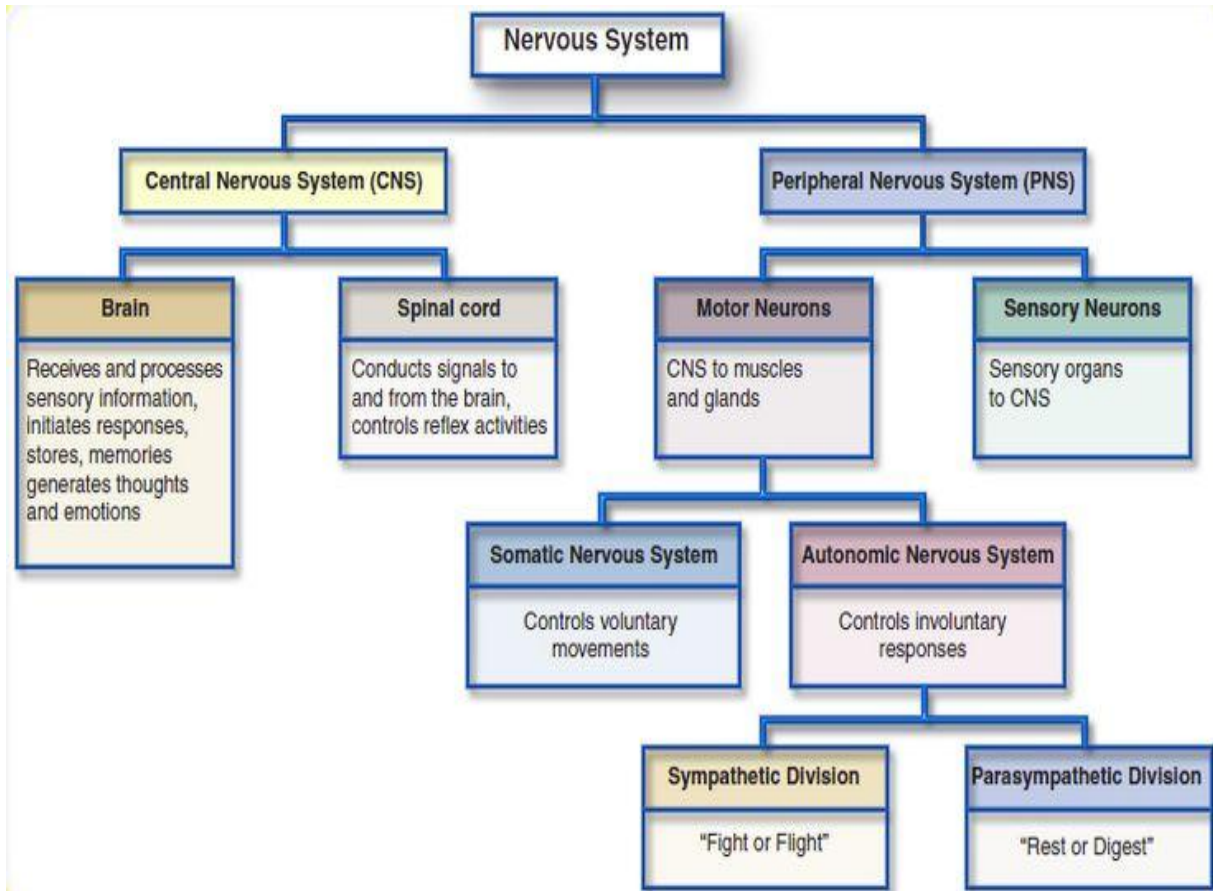 Nervous System
Central Nervous System (CNS)
Peripheral Nervous System (PNS)
Brain
Receives and processes
sensory information,
initiates responses,
stores, memories
generates thoughts
and emotions
Spinal cord
Conducts signals to
and from the brain,
controls reflex activities
Motor Neurons
CNS to muscles
and glands
Sensory Neurons
Sensory organs
to CNS
Somatic Nervous System
Controls voluntary
movements
Autonomic Nervous System
Controls involuntary
responses
Sympathetic Division
“Fight or Flight”
Parasympathetic Division
“Rest or Digest”